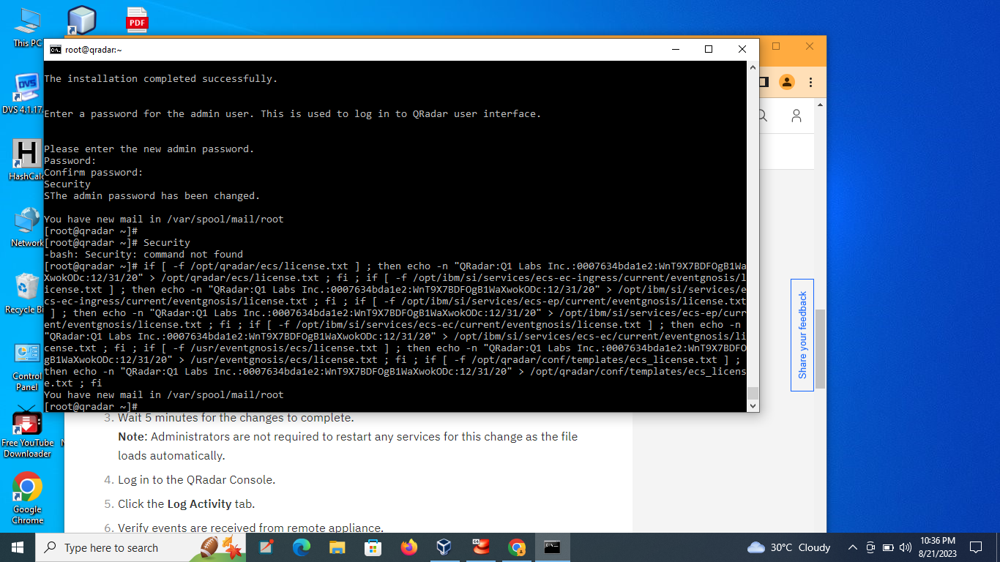 This PC
PDF
DVS
DVS 4.1.17
H
HashCalc
Network
Recycle Bi
Control
Panel
Free YouTube
Downloader
N
Google
Chrome
root@qradar:~
The installation completed successfully.
Enter a password for the admin user. This is used to log in to QRadar user interface.
Please enter the new admin password.
Password:
Confirm password:
Security
SThe admin password has been changed.
You have new mail in /var/spool/mail/root
[root@qradar ~]#
[root@qradar ~]# Security
-bash: Security: command not found
[root@qradar ~]# if [ -f /opt/qradar/ecs/license.txt ] ; then echo -n "QRadar:Q1 Labs Inc.:0007634bda1e2:WnT9X7BDFOgB1Wa
XwokODc:12/31/20" > /opt/qradar/ecs/license.txt ; fi ; if [ -f /opt/ibm/si/services/ecs-ec-ingress/current/eventgnosis/l
icense.txt ] ; then echo -n "QRadar:Q1 Labs Inc.:0007634bda1e2:WnT9X7BDFOgB1WaXwokODc:12/31/20" > /opt/ibm/si/services/e
cs-ec-ingress/current/eventgnosis/license.txt ; fi ; if [ -f /opt/ibm/si/services/ecs-ep/current/eventgnosis/license.txt
 ] ; then echo -n "QRadar:Q1 Labs Inc.:0007634bda1e2:WnT9X7BDFOgB1WaXwokODc:12/31/20" > /opt/ibm/si/services/ecs-ep/curr
ent/eventgnosis/license.txt ; fi ; if [ -f /opt/ibm/si/services/ecs-ec/current/eventgnosis/license.txt ] ; then echo -n
"QRadar:Q1 Labs Inc.:0007634bda1e2:WnT9X7BDFOgB1WaXwokODc:12/31/20" > /opt/ibm/si/services/ecs-ec/current/eventgnosis/li
cense.txt ; fi ; if [ -f /usr/eventgnosis/ecs/license.txt ] ; then echo -n "QRadar:Q1 Labs Inc.:0007634bda1e2:WnT9X7BDFO
gB1WaXwokODc:12/31/20" > /usr/eventgnosis/ecs/license.txt ; fi ; if [ -f /opt/qradar/conf/templates/ecs_license.txt ] ;
then echo -n "QRadar:Q1 Labs Inc.:0007634bda1e2:WnT9X7BDFOgB1WaXwokODc:12/31/20" > /opt/qradar/conf/templates/ecs_licens
e.txt ; fi
You have new mail in /var/spool/mail/root
[root@qradar ~]#
3. Wait 5 minutes for the changes to complete.
Note: Administrators are not required to restart any services for this change as the file
loads automatically.
4. Log in to the QRadar Console.
5. Click the Log Activity tab.
6. Verify events are received from remote appliance.
Share your feedback
Type here to search
64
30°C Cloudy
10:36 PM
8/21/2023